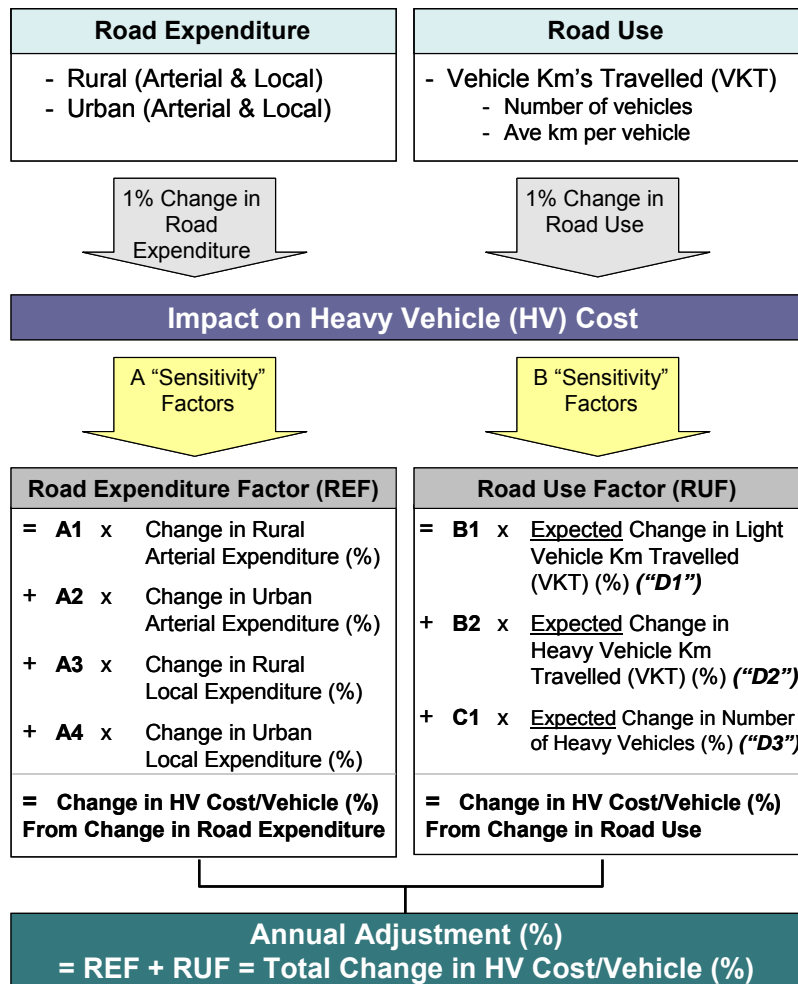 Road Expenditure
- Rural (Arterial & Local)
- Urban (Arterial & Local)
Road Use
- Vehicle Km's Travelled (VKT)
- Number of vehicles
- Ave km per vehicle
1% Change in
Road
Expenditure
1% Change in
Road Use
Impact on Heavy Vehicle (HV) Cost
A "Sensitivity"
Factors
B "Sensitivity"
Factors
Road Expenditure Factor (REF)
= A1 x Change in Rural
Arterial Expenditure (%)
+ A2 x Change in Urban
Arterial Expenditure (%)
+ A3 x Change in Rural
Local Expenditure (%)
+ A4 x Change in Urban
Local Expenditure (%)
= Change in HV Cost/Vehicle (%)
From Change in Road Expenditure
Road Use Factor (RUF)
= B1 x Expected Change in Light
Vehicle Km Travelled
(VKT) (%) ("D1")
+ B2 x Expected Change in
Heavy Vehicle Km
Travelled (VKT) (%) ("D2")
+ C1 x Expected Change in Number
of Heavy Vehicles (%) ("D3")
= Change in HV Cost/Vehicle (%)
From Change in Road Use
Annual Adjustment (%)
= REF + RUF = Total Change in HV Cost/Vehicle (%)